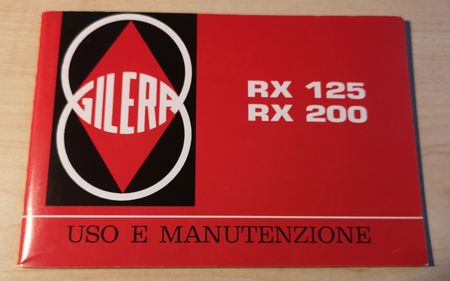 GILERA
RX 125
RX 200
USO E MANUTENZIONE